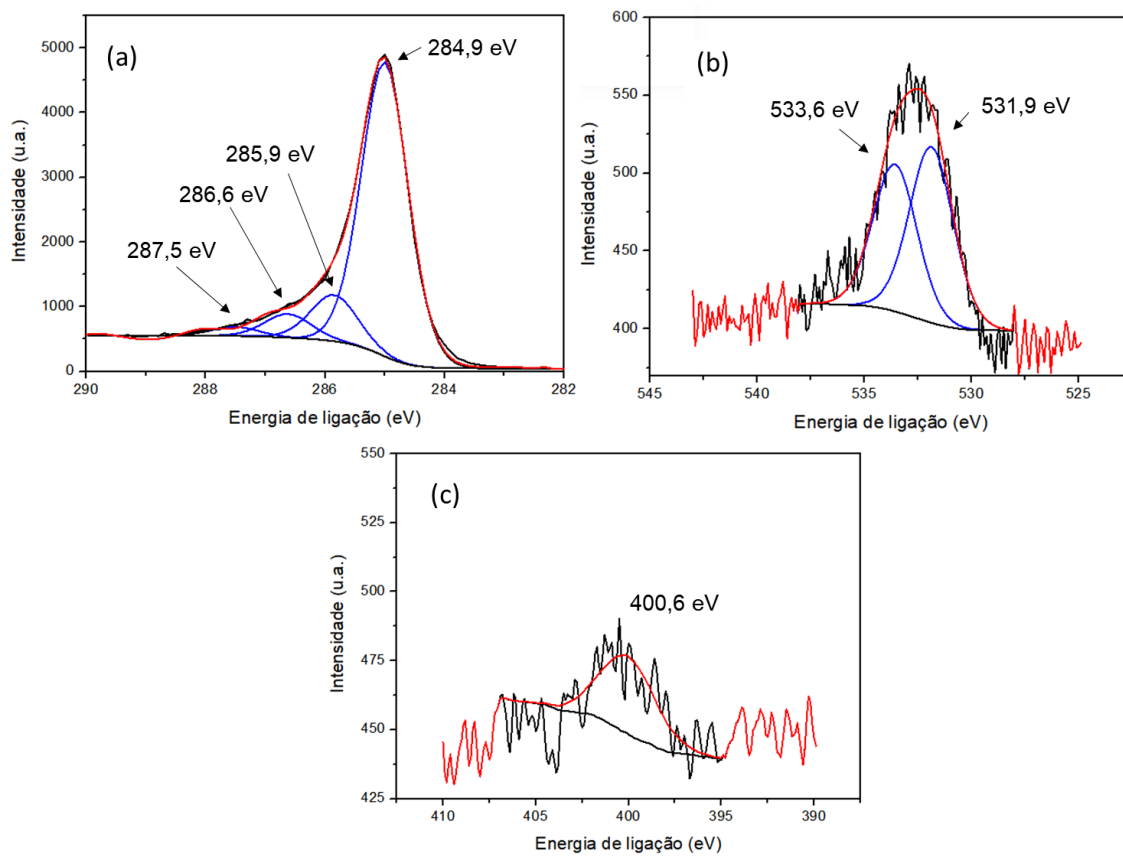 (a)
284,9 eV
285,9 eV
286,6 eV
287,5 eV
5000
4000
3000
2000
1000
0
Intensidade (u.a.)
290
288
286
284
282
Energia de ligação (eV)
(b)
533,6 eV
531,9 eV
600
550
500
450
400
Intensidade (u.a.)
545
540
535
530
525
Energia de ligação (eV)
(c)
400,6 eV
550
525
500
475
450
425
Intensidade (u.a.)
410
405
400
395
390
Energia de ligação (eV)